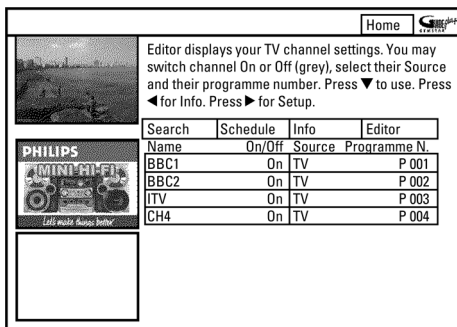 Home
GUIDE Plus+
GEMSTAR
Editor displays your TV channel settings. You may
switch channel On or Off (grey), select their Source
and their programme number. Press ▼ to use. Press
◀ for Info. Press ▶ for Setup.
Search Schedule Info Editor
Name On/Off Source Programme N.
BBC1 On TV P 001
BBC2 On TV P 002
ITV On TV P 003
CH4 On TV P 004
PHILIPS
MINI-HI-FI
Let's make things better